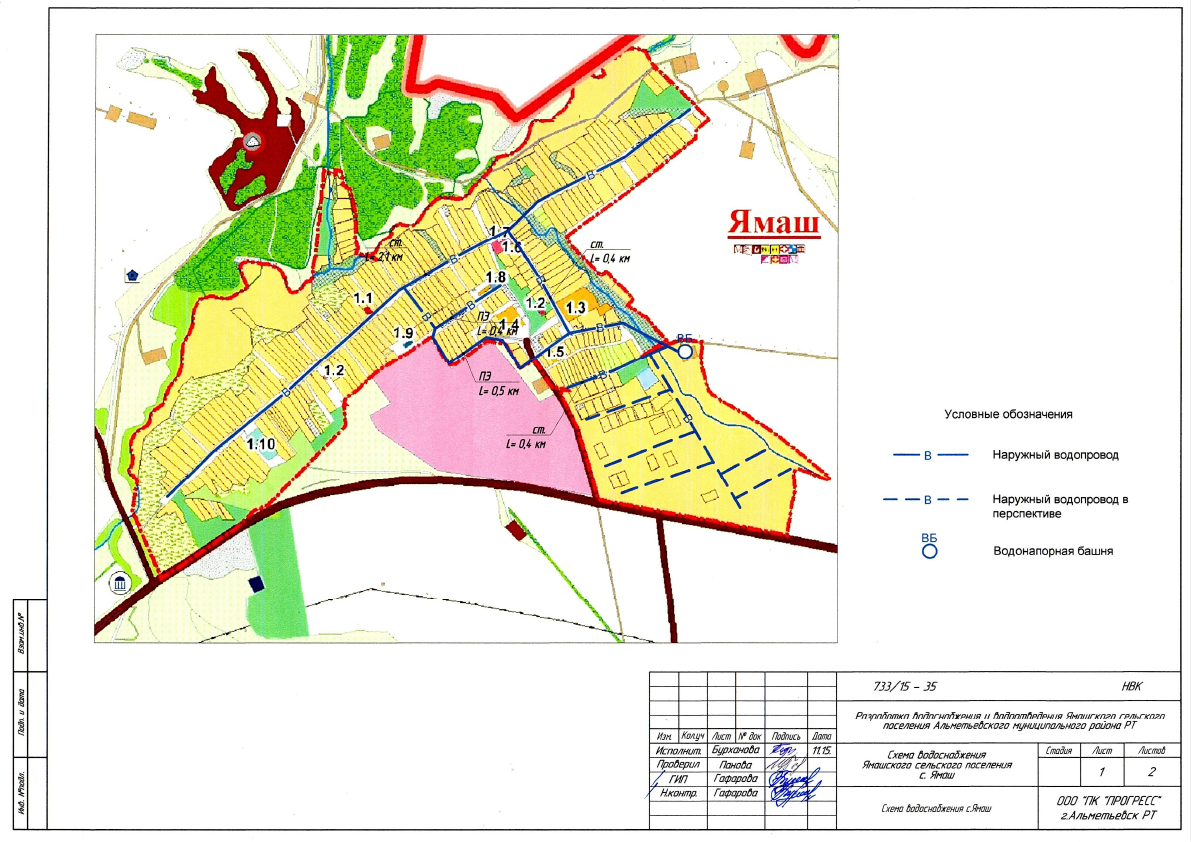 Ямаш
ст.
L= 2,1 км
1.7
1.6
ст.
L= 0,4 км
В
В
1.8
В
1.1
1.2
1.3
В
ПЭ
L= 0,4 км
1.4
В
В
1.9
1.5
ВБ
1.2
ПЭ
L= 0,5 км
В
В
В
ст.
L= 0,4 км
1.10
Условные обозначения
В Наружный водопровод
В Наружный водопровод в
перспективе
ВБ
Водонапорная башня
Взам.инв.№
Подп. и дата
Инв. №подл.
733/15 - 35 НВК
Разработка водоснабжения и водоотведения Ямашского сельского
поселения Альметьевского муниципального района РТ
Изм. Кол.уч Лист № док Подпись Дата
Исполнит. Бурханова 11.15.
Проверил Панова
ГИП Гафарова
Н.контр. Гафарова
Схема водоснабжения
Ямашского сельского поселения
с. Ямаш
Стадия Лист Листов
1 2
Схема водоснабжения с.Ямаш
ООО "ПК "ПРОГРЕСС"
г.Альметьевск РТ